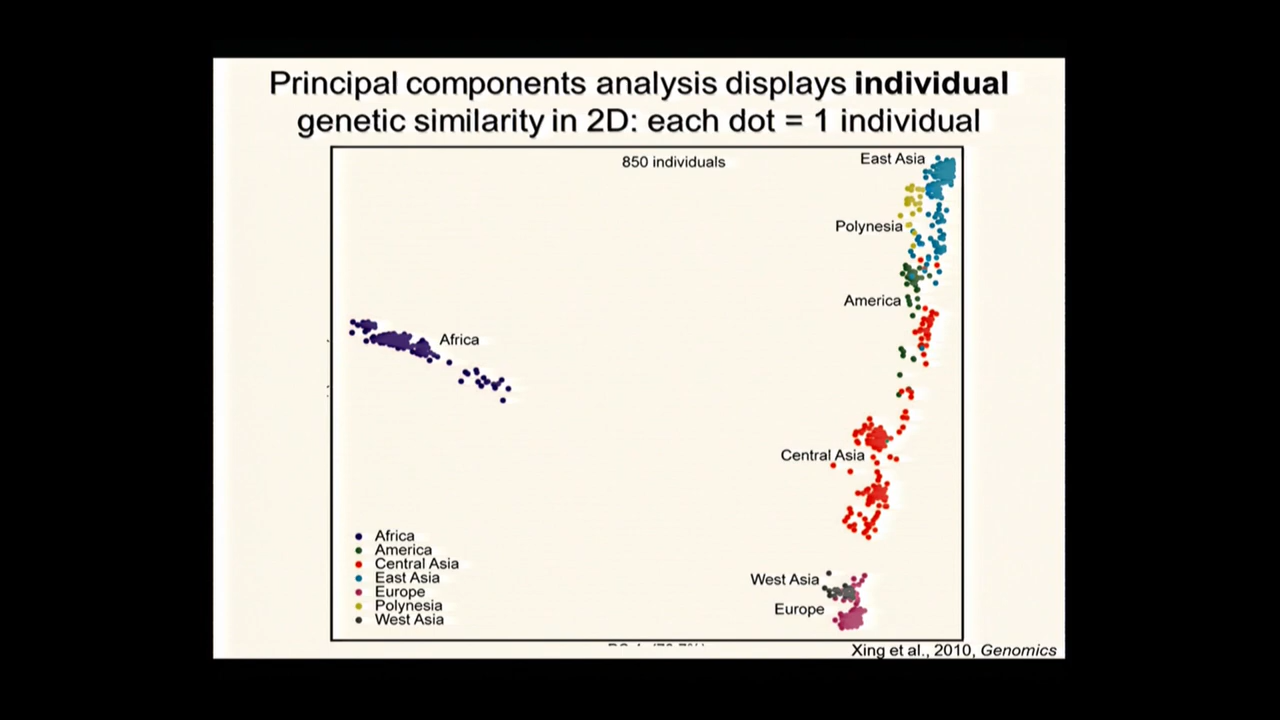 Principal components analysis displays individual
genetic similarity in 2D: each dot = 1 individual
850 individuals
East Asia
Polynesia
America
Africa
Central Asia
West Asia
Europe
Africa
America
Central Asia
East Asia
Europe
Polynesia
West Asia
Xing et al., 2010, Genomics